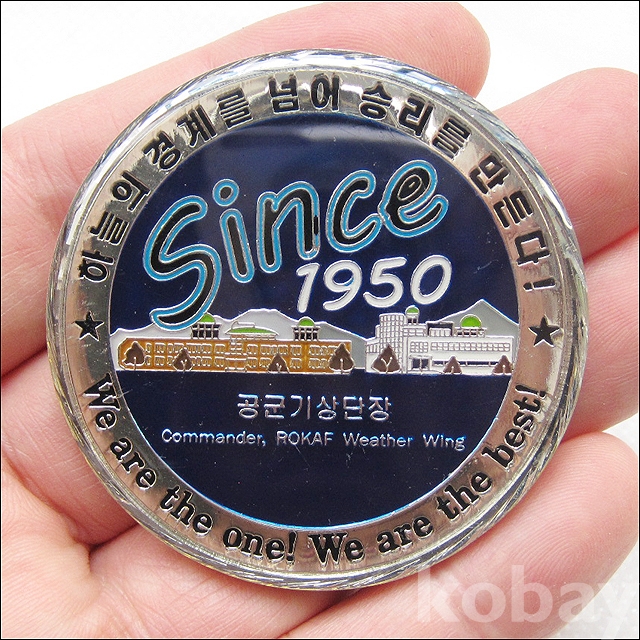 하늘의 경계를 넘어 승리를 만든다!
Since
1950
공군기상단장
Commander, ROKAF Weather Wing
We are the one! We are the best!
kobay